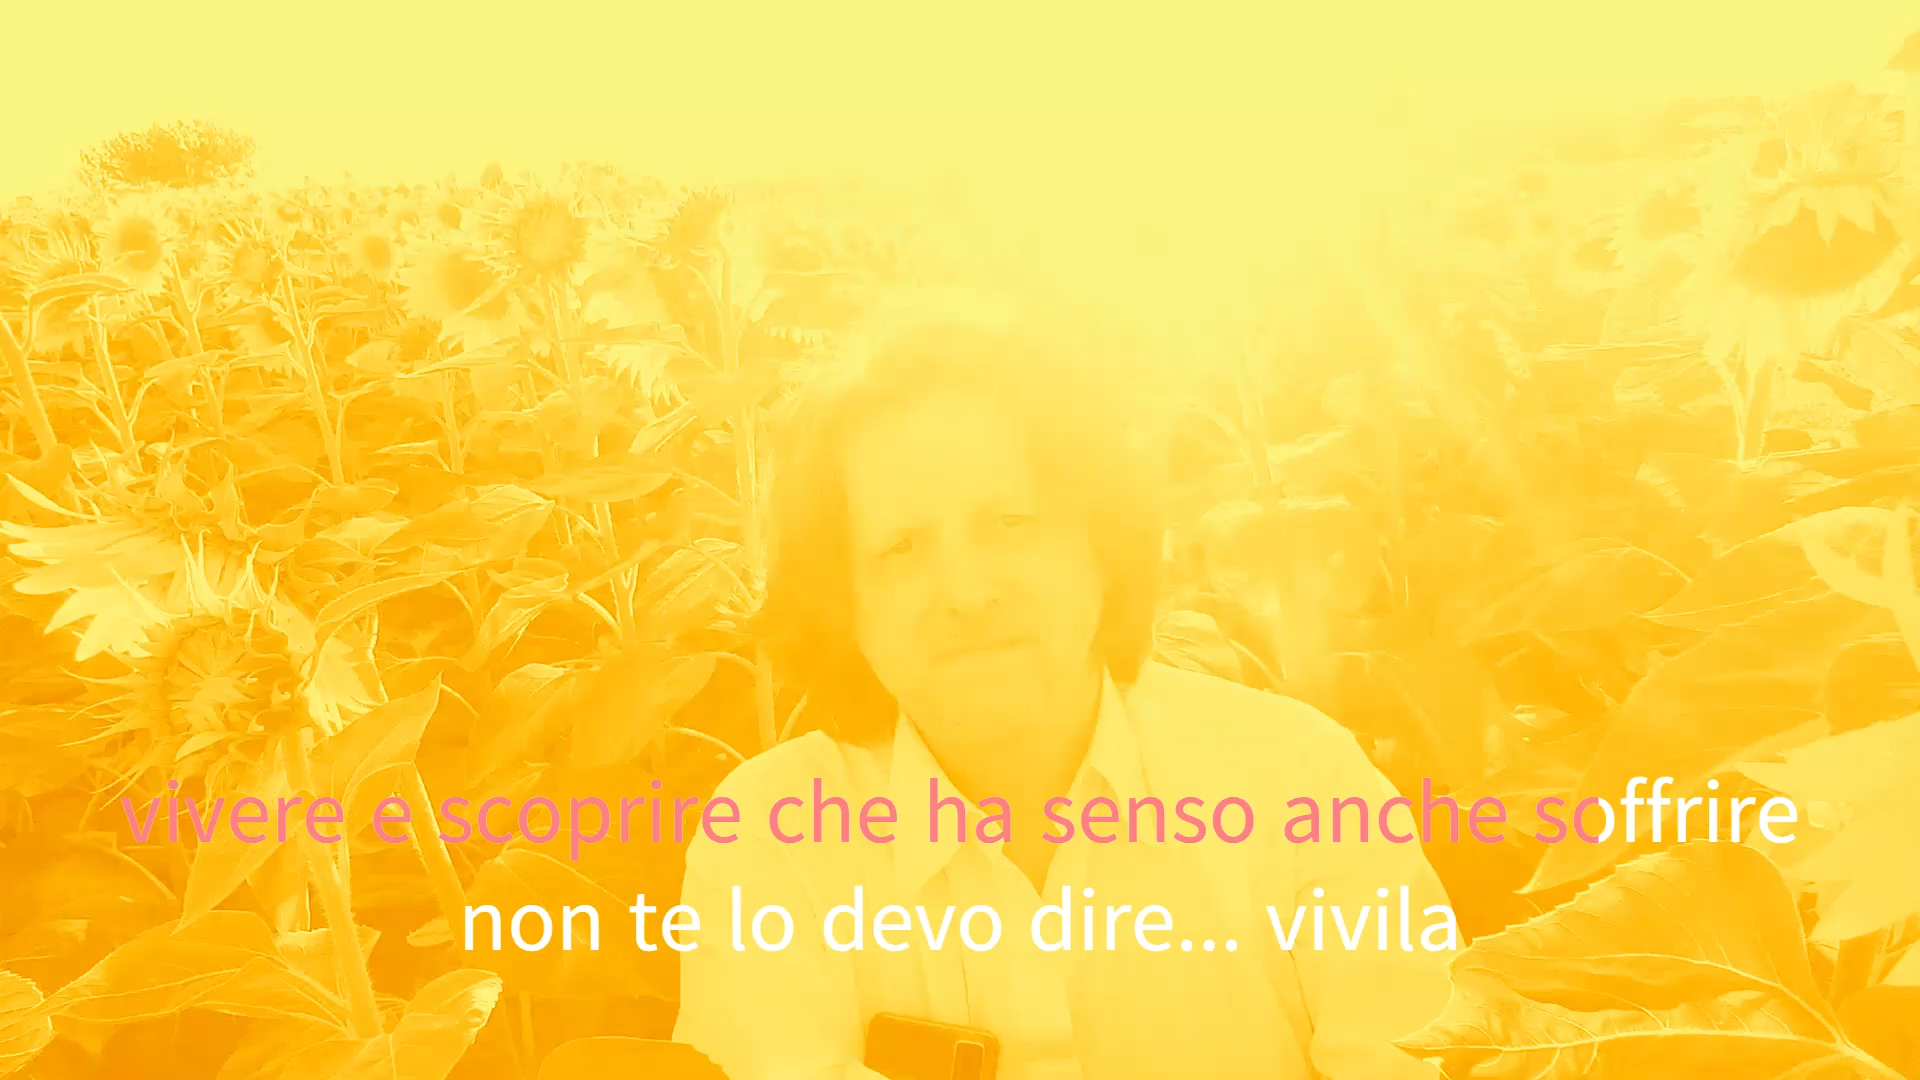 vivere e scoprire che ha senso anche soffrire
non te lo devo dire... vivila